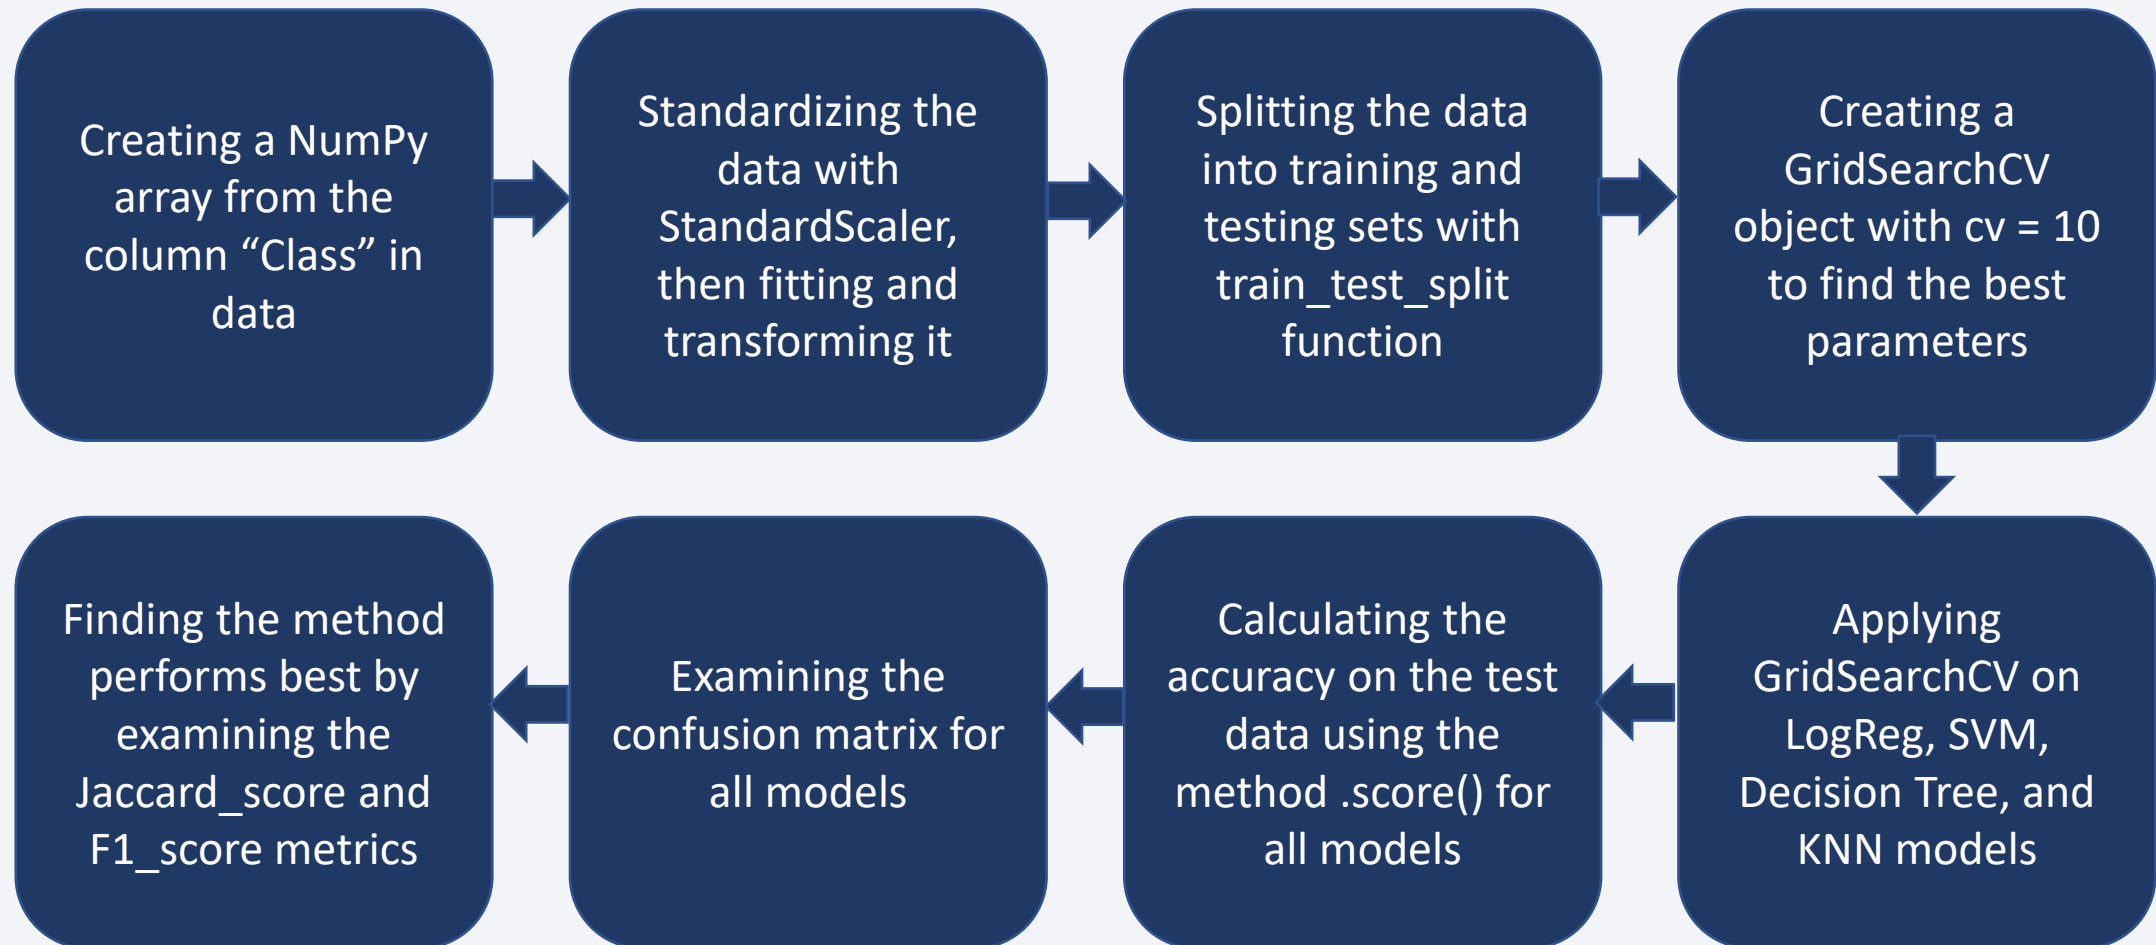 Creating a NumPy
array from the
column “Class” in
data
Standardizing the
data with
StandardScaler,
then fitting and
transforming it
Splitting the data
into training and
testing sets with
train_test_split
function
Creating a
GridSearchCV
object with cv = 10
to find the best
parameters
Applying
GridSearchCV on
LogReg, SVM,
Decision Tree, and
KNN models
Calculating the
accuracy on the test
data using the
method .score() for
all models
Examining the
confusion matrix for
all models
Finding the method
performs best by
examining the
Jaccard_score and
F1_score metrics